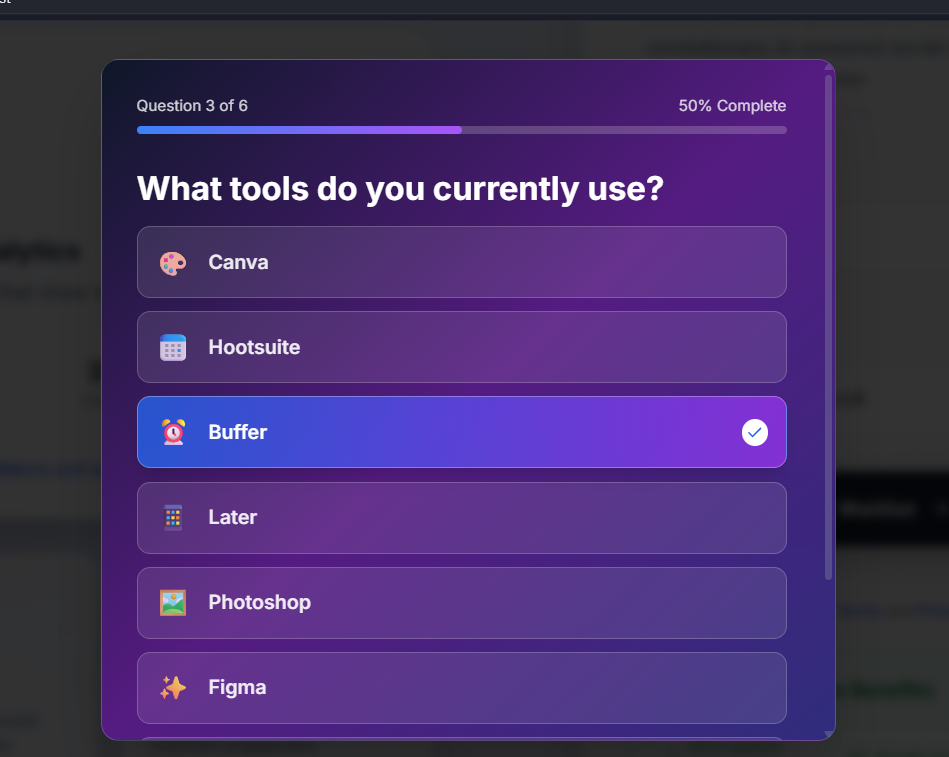 Question 3 of 6
50% Complete
What tools do you currently use?
Canva
Hootsuite
Buffer
Later
Photoshop
Figma